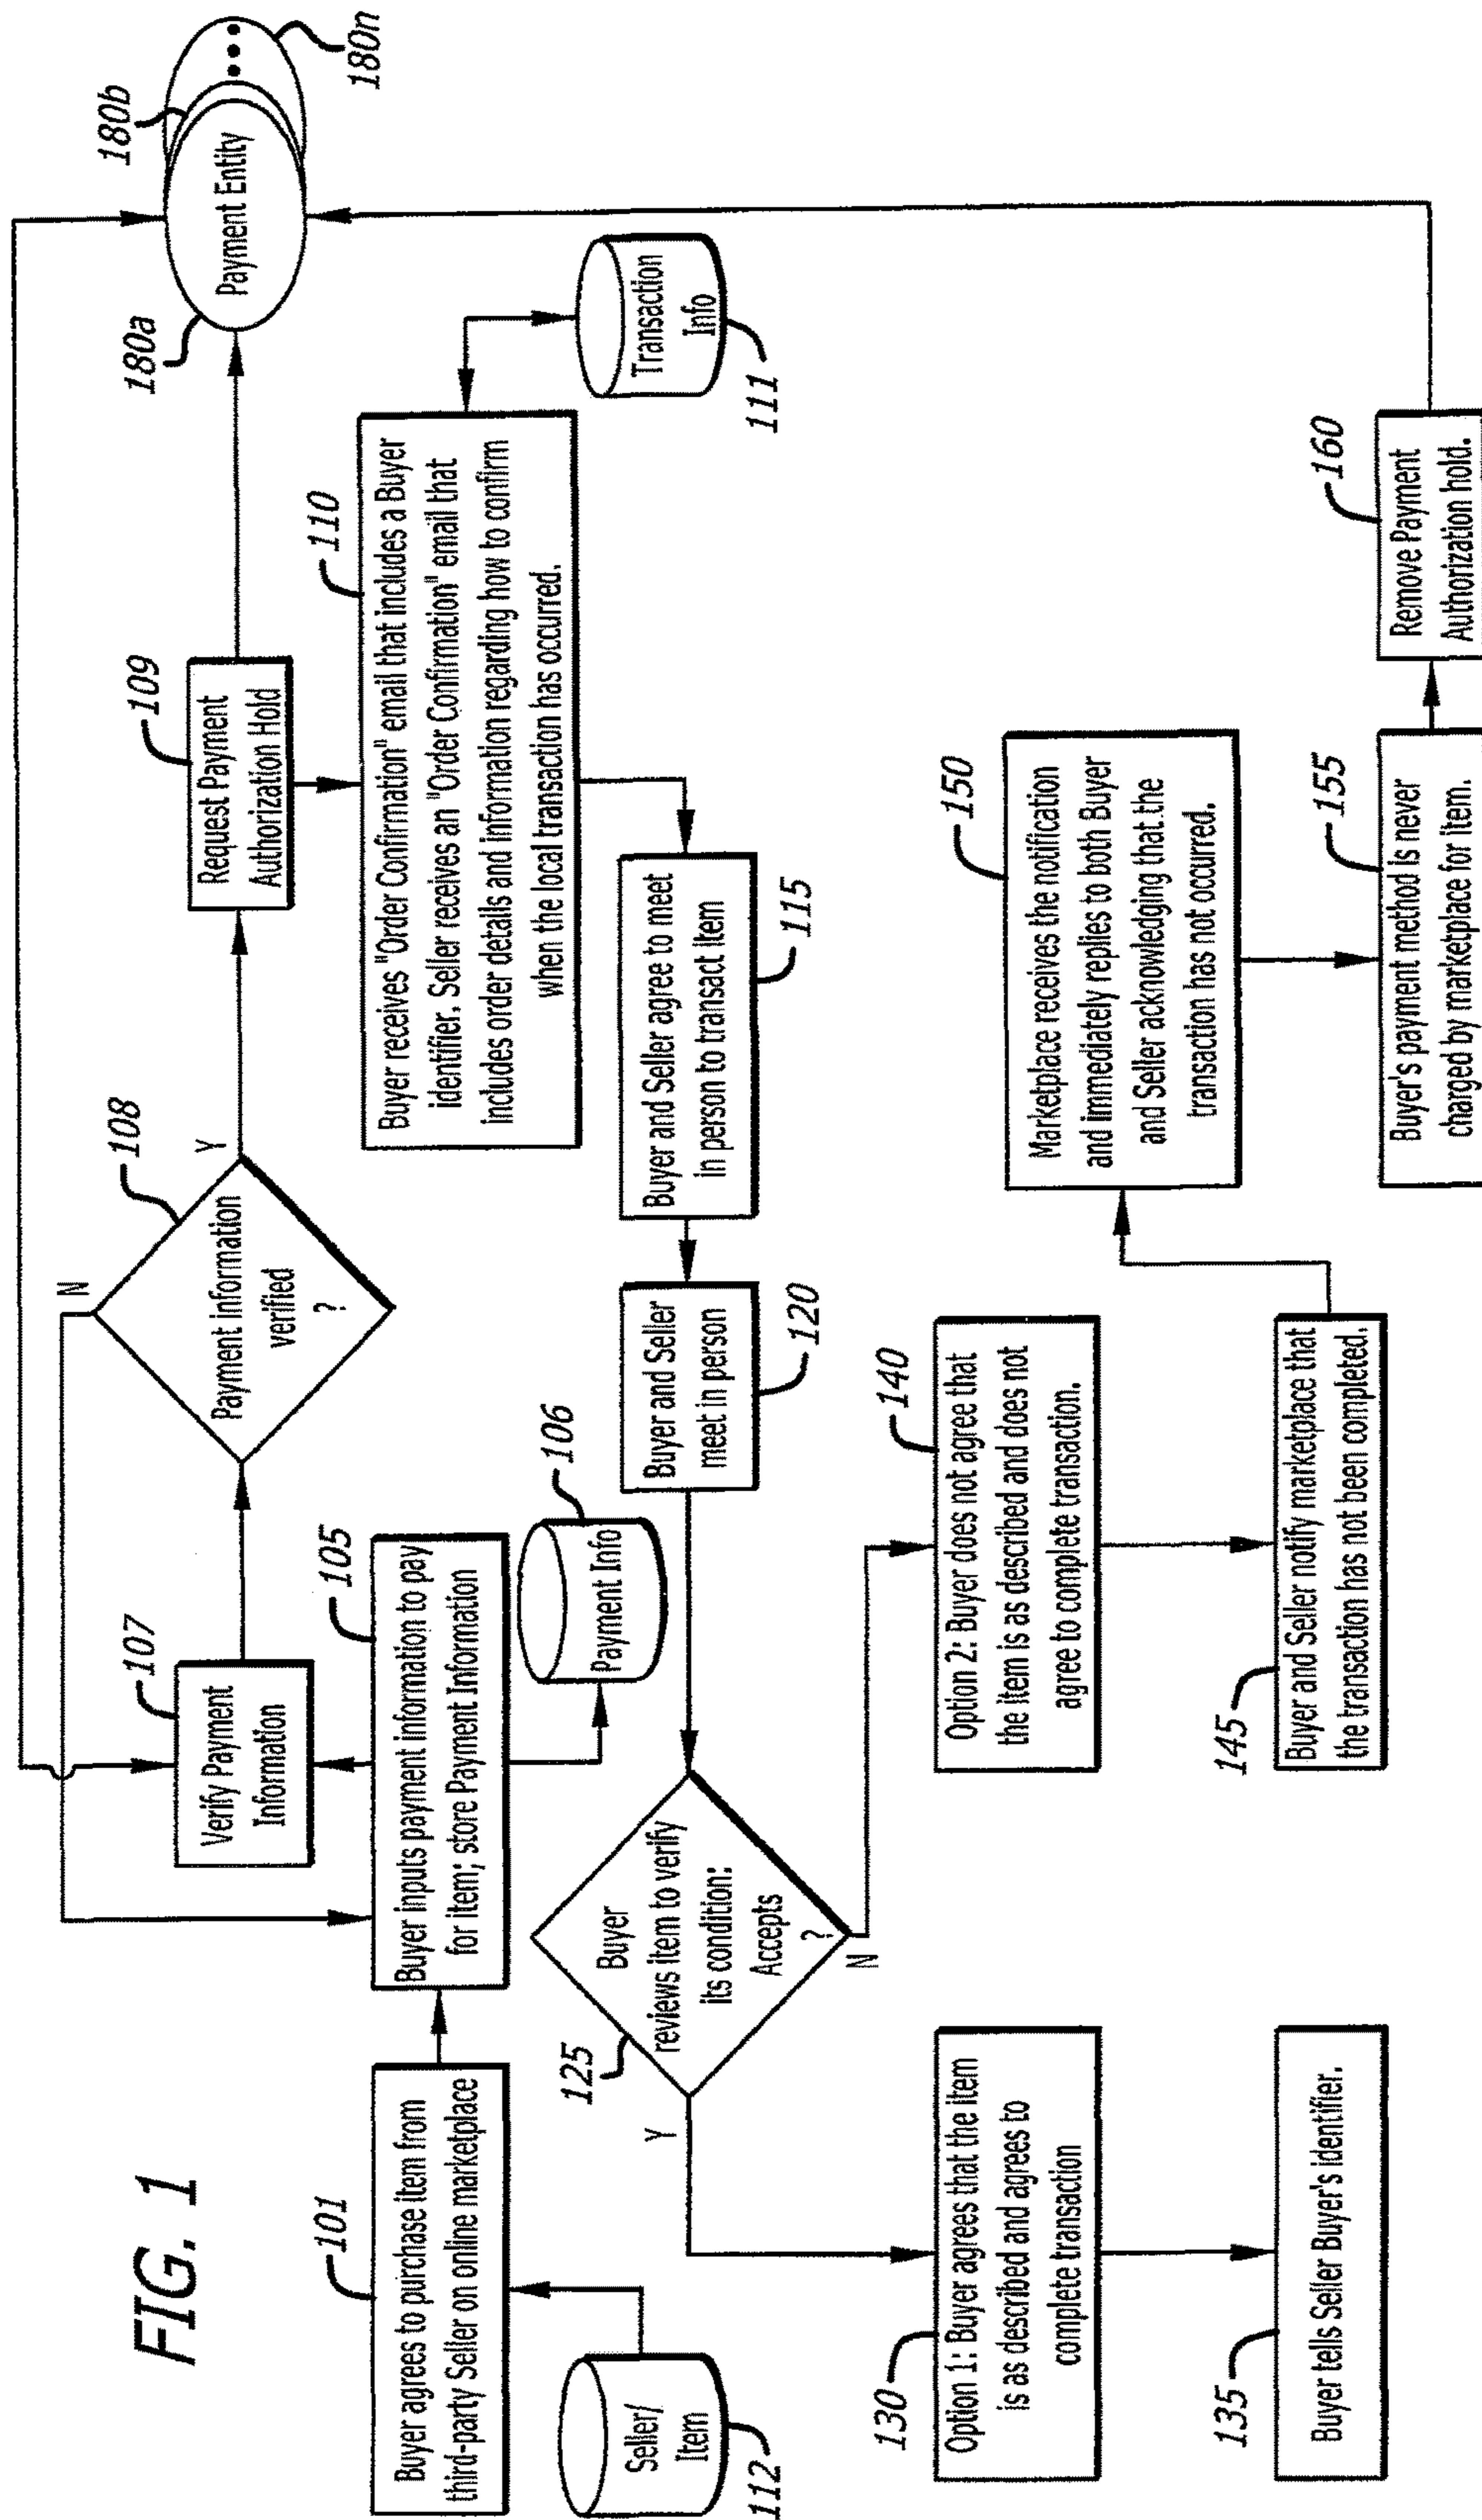 FIG. 1
101
Buyer agrees to purchase item from
third-party Seller on online marketplace
Seller/
Item
112
105
Buyer inputs payment information to pay
for item; store Payment Information
Payment Info
106
107
Verify Payment
Information
108
Payment information
verified
?
N
Y
109
Request Payment
Authorization Hold
180a
180b
180n
Payment Entity
110
Buyer receives "Order Confirmation" email that includes a Buyer
identifier. Seller receives an "Order Confirmation" email that
includes order details and information regarding how to confirm
when the local transaction has occurred.
Transaction
Info
111
Buyer and Seller agree to meet
in person to transact item
115
Buyer and Seller
meet in person
120
125
Buyer
reviews item to verify
its condition:
Accepts
?
Y
N
130
Option 1: Buyer agrees that the item
is as described and agrees to
complete transaction
135
Buyer tells Seller Buyer's identifier.
140
Option 2: Buyer does not agree that
the item is as described and does not
agree to complete transaction.
145
Buyer and Seller notify marketplace that
the transaction has not been completed.
150
Marketplace receives the notification
and immediately replies to both Buyer
and Seller acknowledging that the
transaction has not occurred.
155
Buyer's payment method is never
charged by marketplace for item.
160
Remove Payment
Authorization hold.